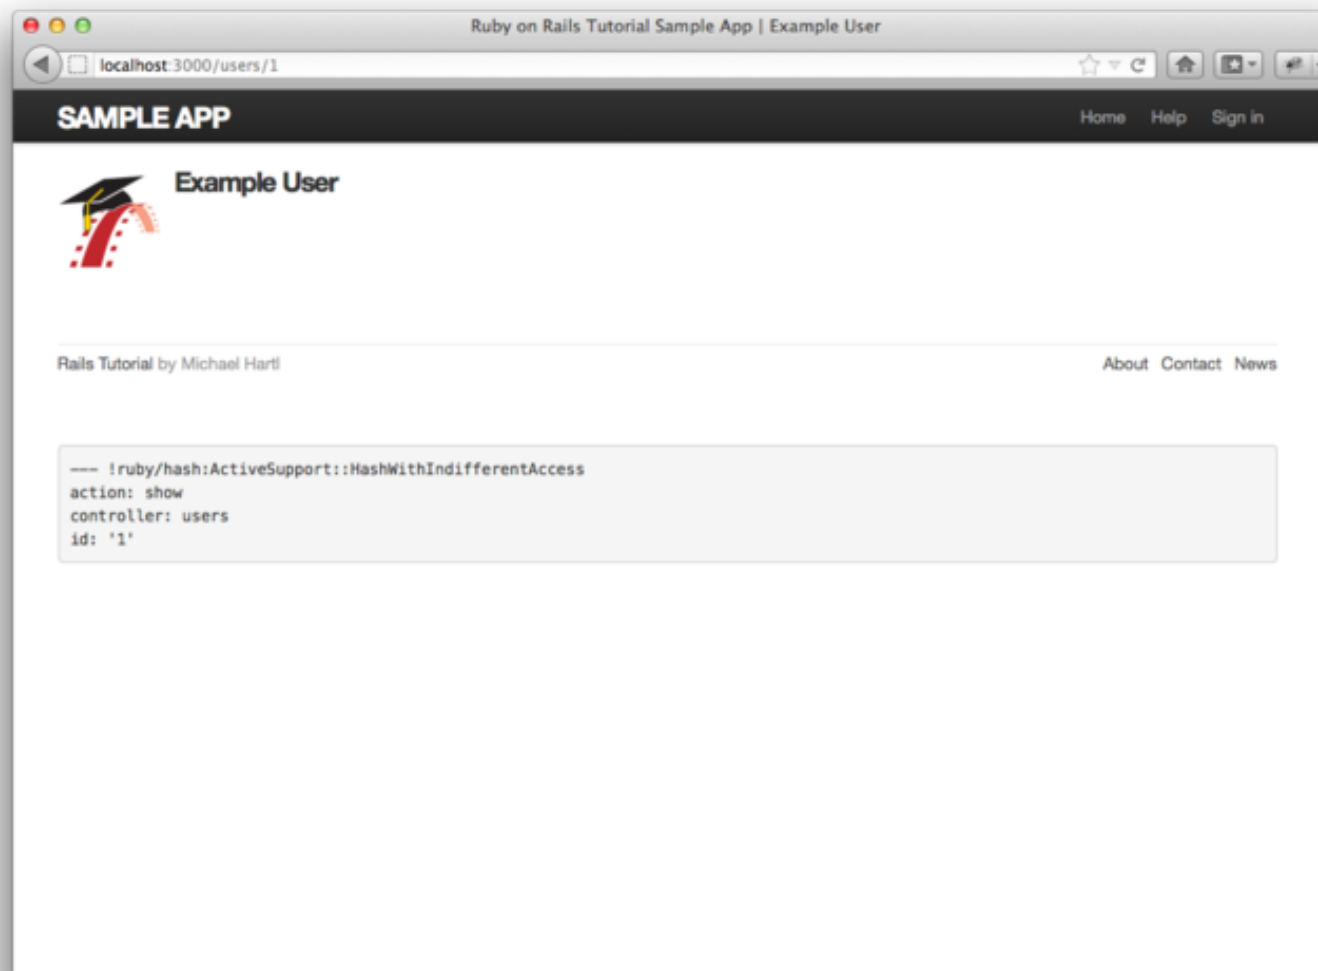 Ruby on Rails Tutorial Sample App | Example User
localhost:3000/users/1
SAMPLE APP
Home Help Sign in
Example User
Rails Tutorial by Michael Hartl
About Contact News
--- !ruby/hash:ActiveSupport::HashWithIndifferentAccess
action: show
controller: users
id: '1'